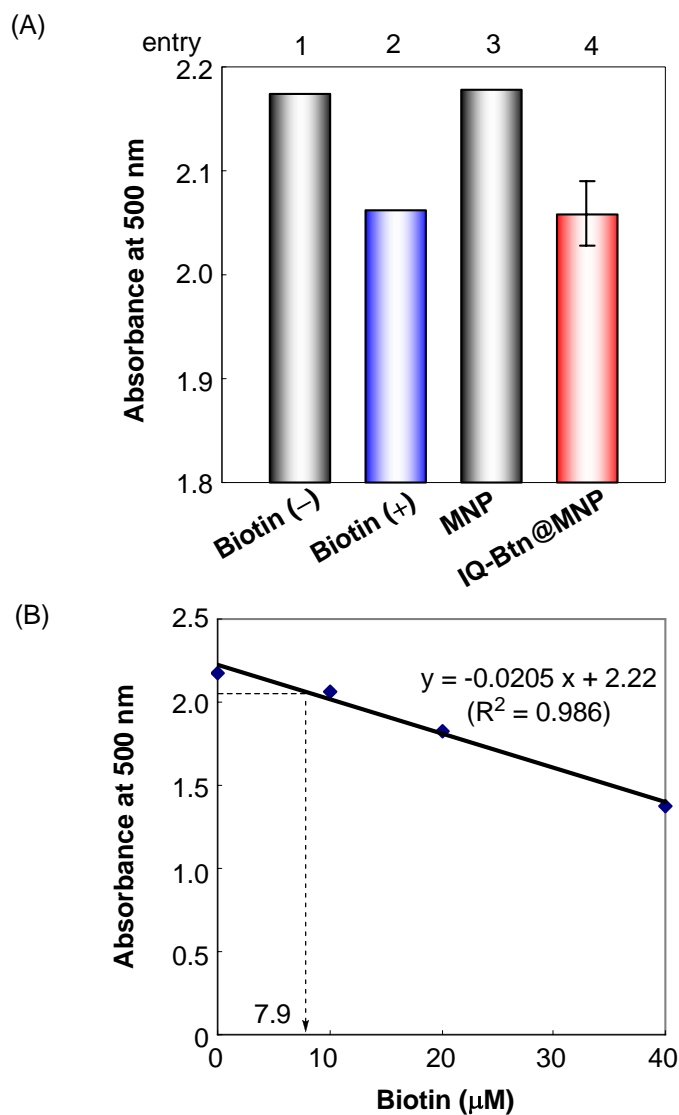 (A)
entry 1 2 3 4
Absorbance at 500 nm
2.2
2.1
2.0
1.9
1.8
Biotin (−)
Biotin (+)
MNP
IQ-Btn@MNP
(B)
Absorbance at 500 nm
2.5
2.0
1.5
1.0
0.5
0
y = -0.0205 x + 2.22
(R² = 0.986)
7.9
0 10 20 30 40
Biotin (μM)